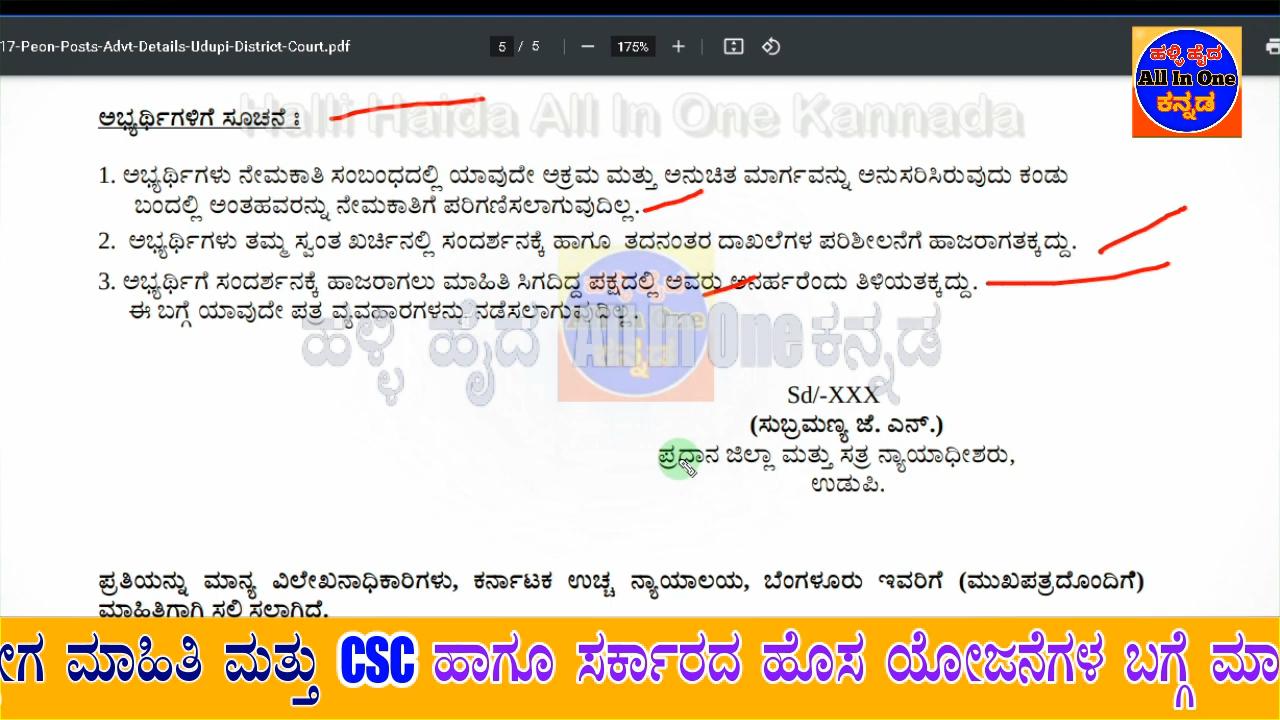 17-Peon-Posts-Advt-Details-Udupi-District-Court.pdf 5 / 5 175%
ಹಳ್ಳಿ ಹೈದ
All In One
ಕನ್ನಡ
Halli Haida All In One Kannada
ಅಭ್ಯರ್ಥಿಗಳಿಗೆ ಸೂಚನೆ :
1. ಅಭ್ಯರ್ಥಿಗಳು ನೇಮಕಾತಿ ಸಂಬಂಧದಲ್ಲಿ ಯಾವುದೇ ಅಕ್ರಮ ಮತ್ತು ಅನುಚಿತ ಮಾರ್ಗವನ್ನು ಅನುಸರಿಸಿರುವುದು ಕಂಡು
ಬಂದಲ್ಲಿ ಅಂತಹವರನ್ನು ನೇಮಕಾತಿಗೆ ಪರಿಗಣಿಸಲಾಗುವುದಿಲ್ಲ.
2. ಅಭ್ಯರ್ಥಿಗಳು ತಮ್ಮ ಸ್ವಂತ ಖರ್ಚಿನಲ್ಲಿ ಸಂದರ್ಶನಕ್ಕೆ ಹಾಗೂ ತದನಂತರ ದಾಖಲೆಗಳ ಪರಿಶೀಲನೆಗೆ ಹಾಜರಾಗತಕ್ಕದ್ದು.
3. ಅಭ್ಯರ್ಥಿಗೆ ಸಂದರ್ಶನಕ್ಕೆ ಹಾಜರಾಗಲು ಮಾಹಿತಿ ಸಿಗದಿದ್ದ ಪಕ್ಷದಲ್ಲಿ ಅವರು ಅನರ್ಹರೆಂದು ತಿಳಿಯತಕ್ಕದ್ದು.
ಈ ಬಗ್ಗೆ ಯಾವುದೇ ಪತ್ರ ವ್ಯವಹಾರಗಳನ್ನು ನಡೆಸಲಾಗುವುದಿಲ್ಲ.
ಹಳ್ಳಿ ಹೈದ All In One ಕನ್ನಡ
Sd/-XXX
(ಸುಬ್ರಮಣ್ಯ ಜೆ. ಎನ್.)
ಪ್ರಧಾನ ಜಿಲ್ಲಾ ಮತ್ತು ಸತ್ರ ನ್ಯಾಯಾಧೀಶರು,
ಉಡುಪಿ.
ಪ್ರತಿಯನ್ನು ಮಾನ್ಯ ವಿಲೇಖನಾಧಿಕಾರಿಗಳು, ಕರ್ನಾಟಕ ಉಚ್ಚ ನ್ಯಾಯಾಲಯ, ಬೆಂಗಳೂರು ಇವರಿಗೆ (ಮುಖಪತ್ರದೊಂದಿಗೆ)
ಮಾಹಿತಿಗಾಗಿ ಸಲ್ಲಿಸಲಾಗಿದೆ.
ಮಾಹಿತಿ ಮತ್ತು CSC ಹಾಗೂ ಸರ್ಕಾರದ ಹೊಸ ಯೋಜನೆಗಳ ಬಗ್ಗೆ ಮಾ